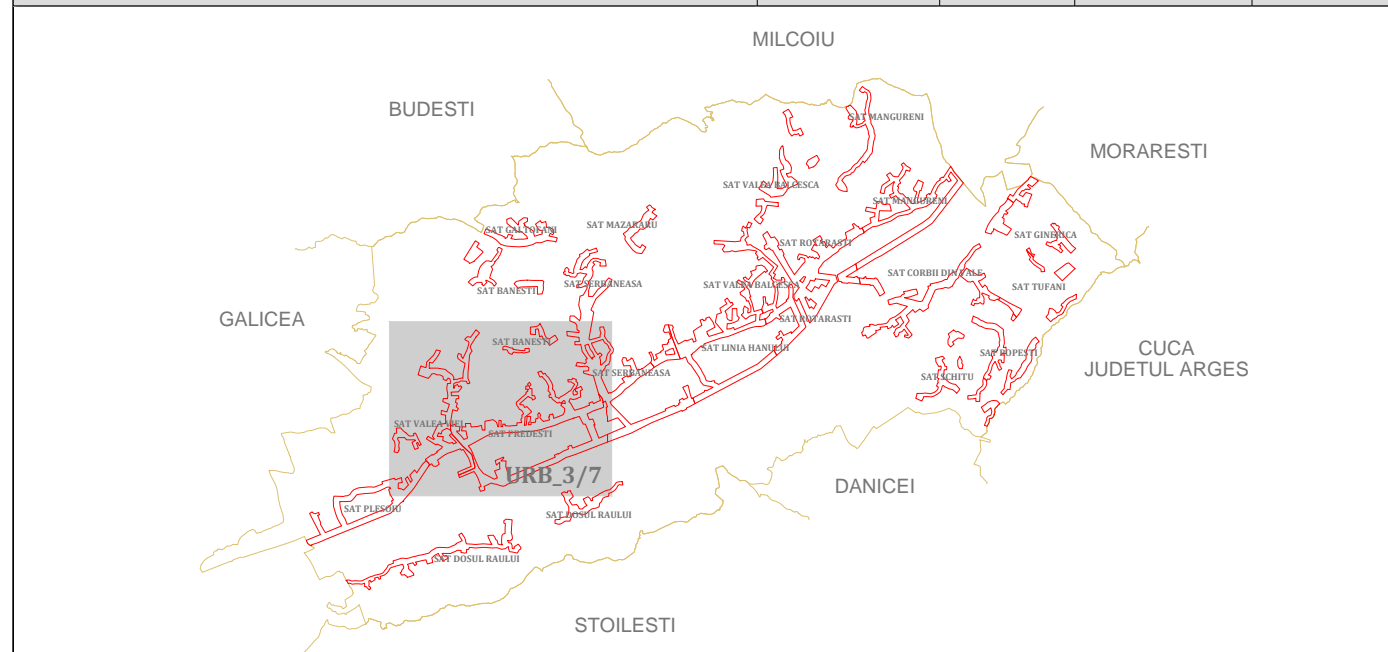 MILCOIU
BUDESTI
SAT MANGURENI
MORARESTI
SAT VALEA BALCESCA
SAT MANGURENI
SAT MAZARARU
SAT GALTOFANI
SAT GINERICA
SAT ROTARASTI
SAT CORBII DIN VALE
SAT SERBANEASA
SAT VALEA BALCESCA
SAT TUFANI
SAT BANESTI
GALICEA
SAT ROTARASTI
SAT BANESTI
SAT LINIA HANULUI
CUCA
JUDETUL ARGES
SAT POPESTI
SAT SERBANEASA
SAT SCHITU
SAT VALEA VIEI
SAT PREDESTI
URB_3/7
DANICEI
SAT PLESOIU
SAT DOSUL RAULUI
SAT DOSUL RAULUI
STOILESTI